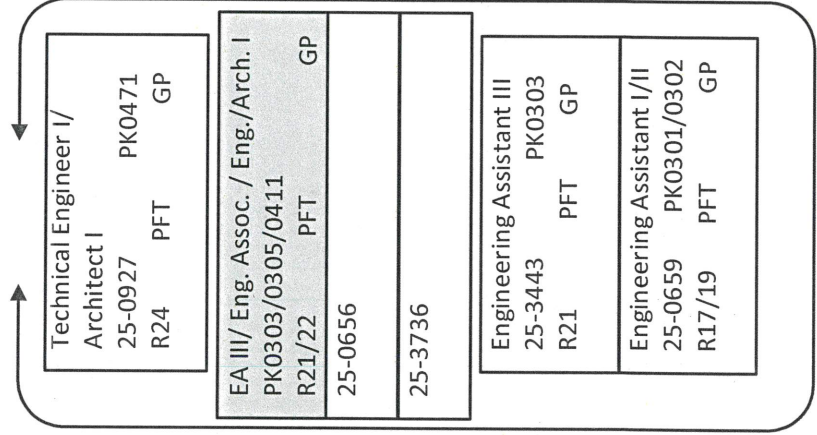 Technical Engineer I/
Architect I
25-0927 PK0471
R24 PFT GP
EA III/ Eng. Assoc. / Eng./Arch. I
PK0303/0305/0411
R21/22 PFT GP
25-0656
25-3736
Engineering Assistant III
25-3443 PK0303
R21 PFT GP
Engineering Assistant I/II
25-0659 PK0301/0302
R17/19 PFT GP